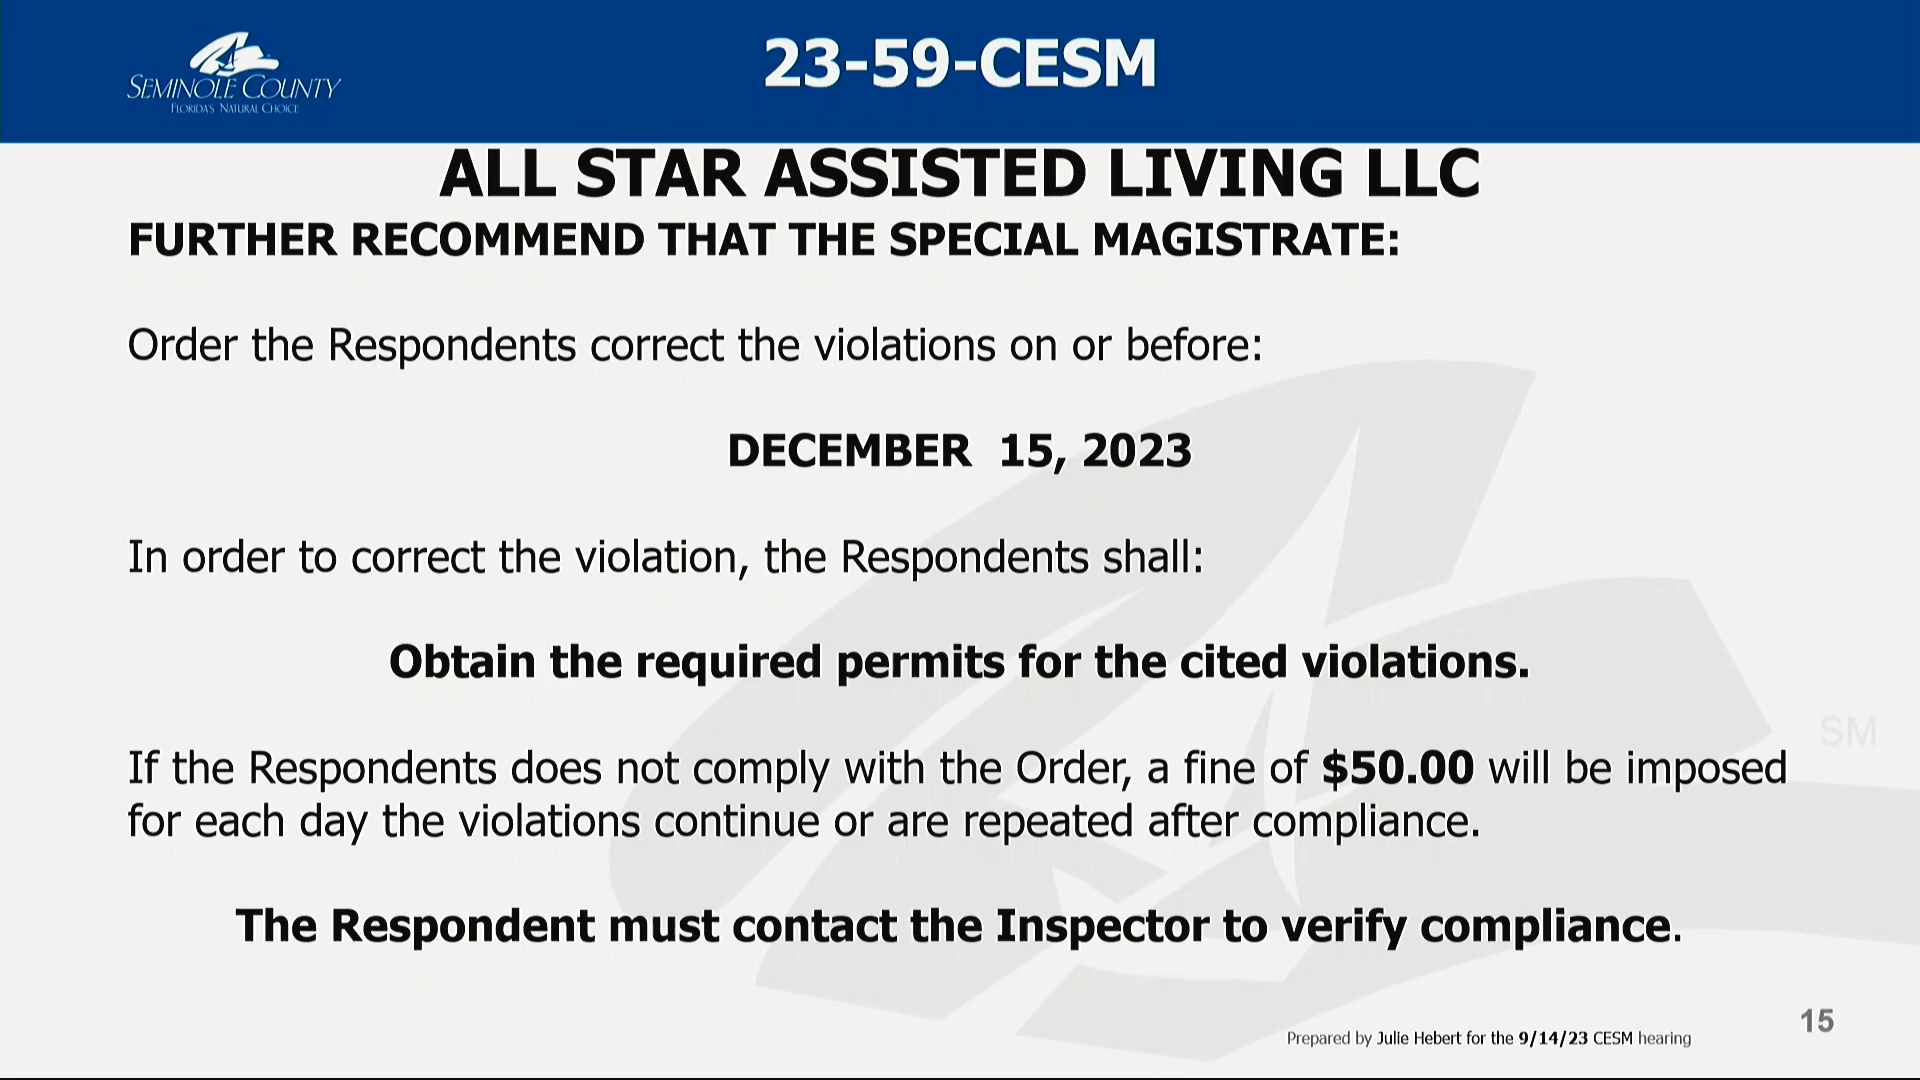 23-59-CESM
SEMINOLE COUNTY
FLORIDA'S NATURAL CHOICE
ALL STAR ASSISTED LIVING LLC
FURTHER RECOMMEND THAT THE SPECIAL MAGISTRATE:
Order the Respondents correct the violations on or before:
DECEMBER  15, 2023
In order to correct the violation, the Respondents shall:
Obtain the required permits for the cited violations.
SM
If the Respondents does not comply with the Order, a fine of $50.00 will be imposed
for each day the violations continue or are repeated after compliance.
The Respondent must contact the Inspector to verify compliance.
Prepared by Julie Hebert for the 9/14/23 CESM hearing
15